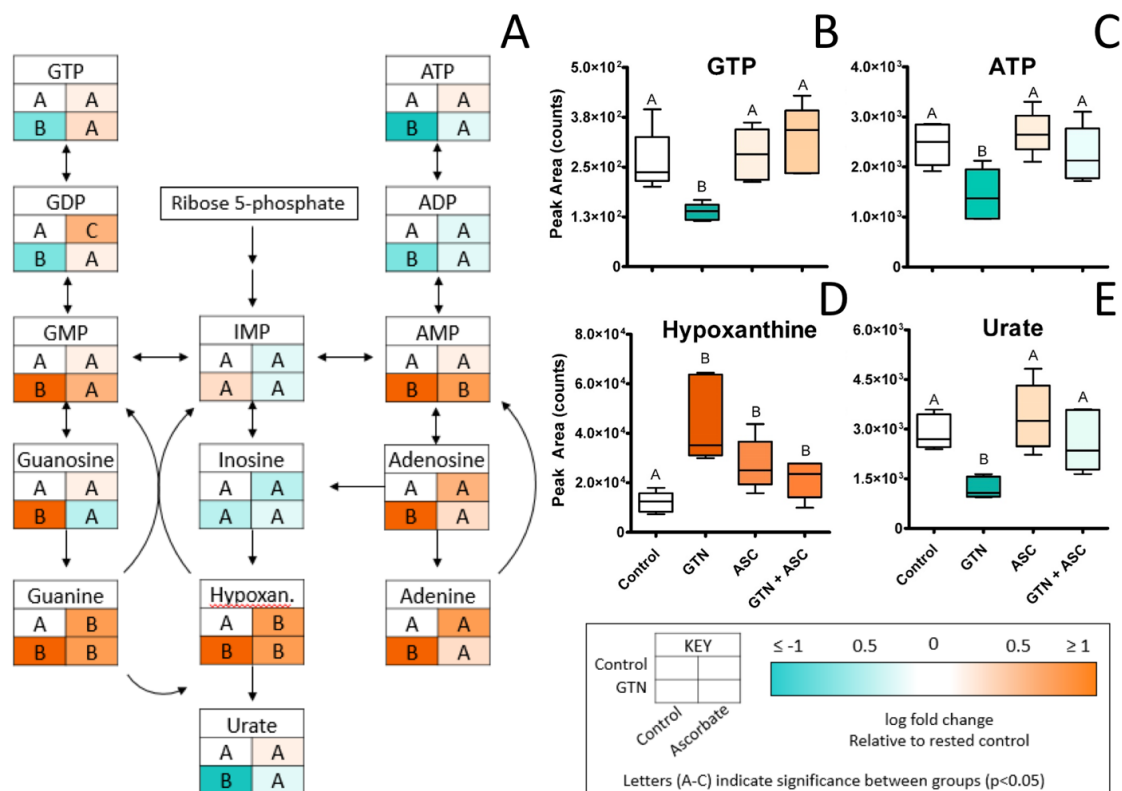 A
GTP
A A
B A
ATP
A A
B A
GDP
A C
B A
Ribose 5-phosphate
ADP
A A
B A
GMP
A A
B A
IMP
A A
A A
AMP
A A
B B
Guanosine
A A
B A
Inosine
A A
A A
Adenosine
A A
B A
Guanine
A B
B B
Hypoxan.
A B
B B
Adenine
A A
B A
Urate
A A
B A
B
GTP
Peak Area (counts)
5.0×10²
3.8×10²
2.5×10²
1.3×10²
0
A
B
A
A
C
ATP
4.0×10³
3.0×10³
2.0×10³
1.0×10³
0
A
B
A
A
D
Hypoxanthine
Peak Area (counts)
8.0×10⁴
6.0×10⁴
4.0×10⁴
2.0×10⁴
0
A
B
B
B
Control
GTN
ASC
GTN + ASC
E
Urate
6.0×10³
4.5×10³
3.0×10³
1.5×10³
0
A
B
A
A
Control
GTN
ASC
GTN + ASC
KEY
Control
GTN
Control
Ascorbate
≤ -1 0.5 0 0.5 ≥ 1
log fold change
Relative to rested control
Letters (A-C) indicate significance between groups (p<0.05)